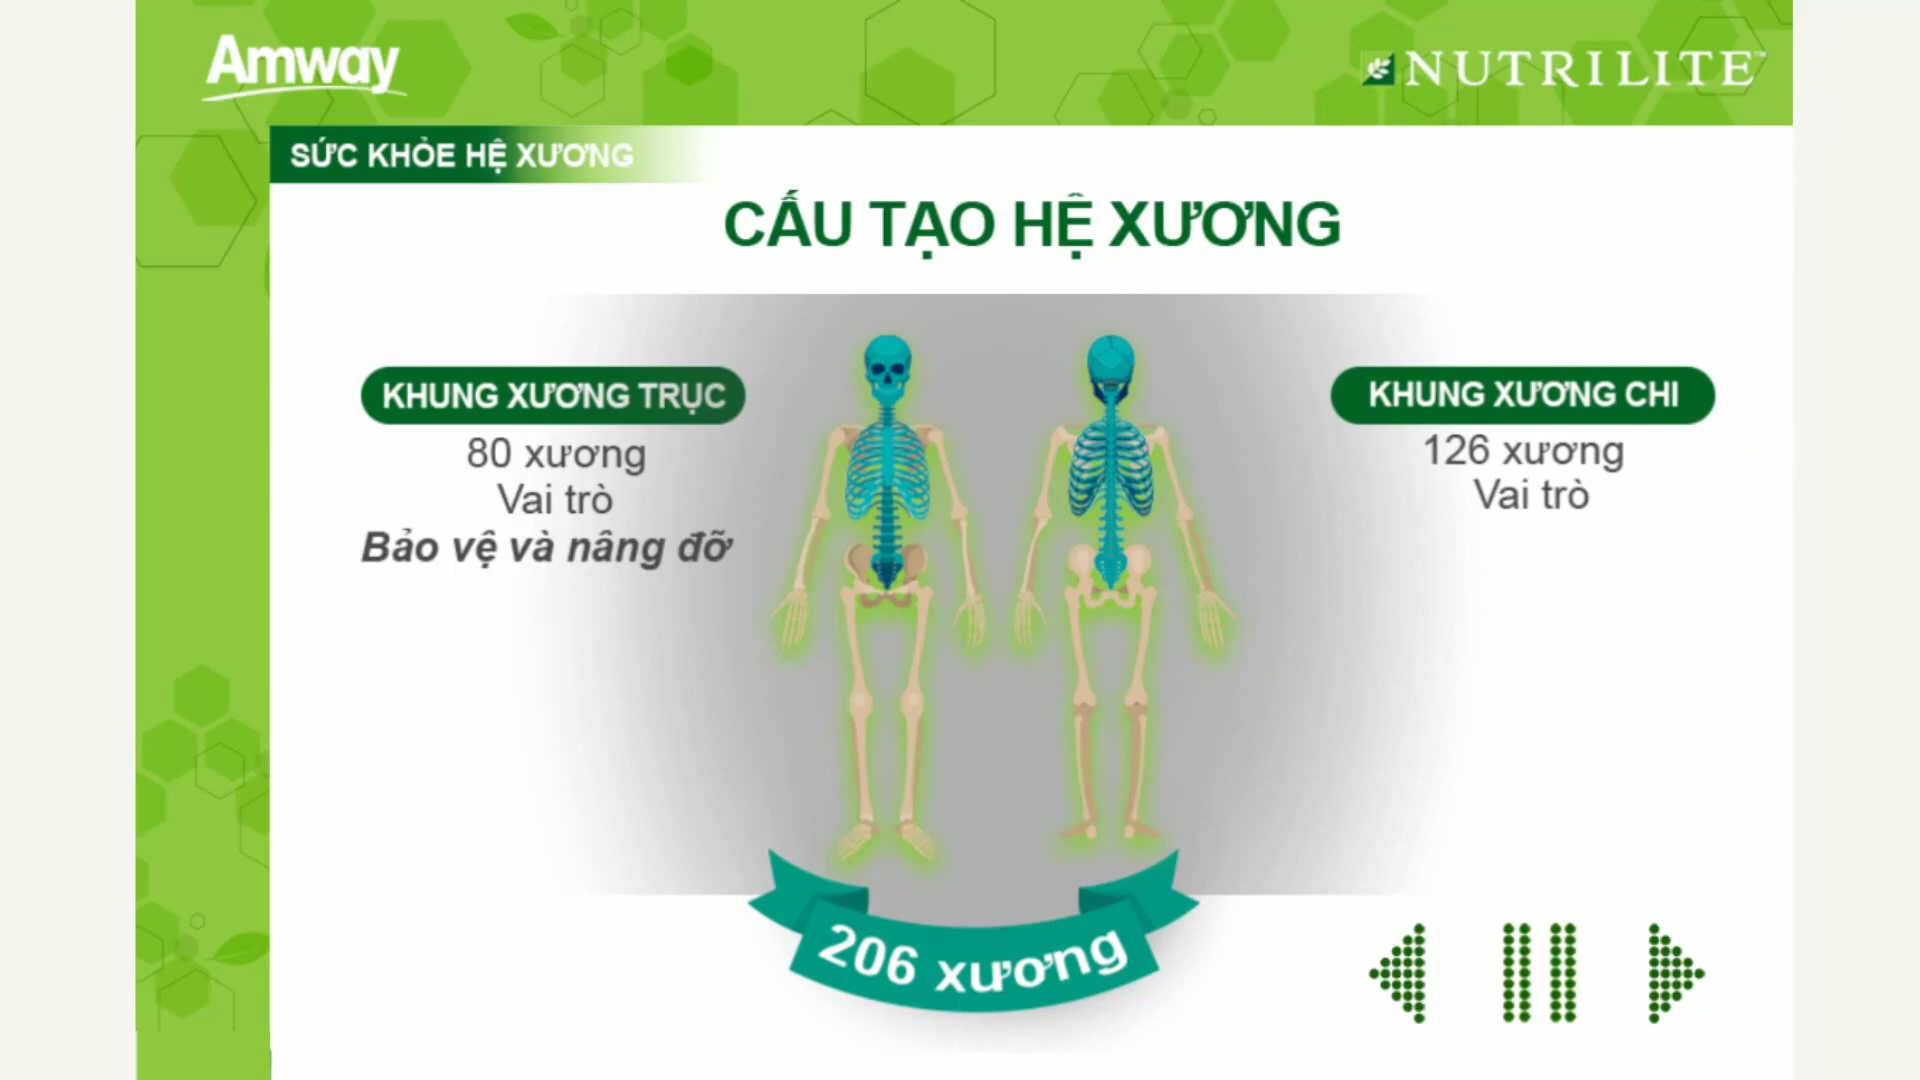 Amway
NUTRILITE™
SỨC KHỎE HỆ XƯƠNG
CẤU TẠO HỆ XƯƠNG
KHUNG XƯƠNG TRỤC
80 xương
Vai trò
Bảo vệ và nâng đỡ
KHUNG XƯƠNG CHI
126 xương
Vai trò
206 xương